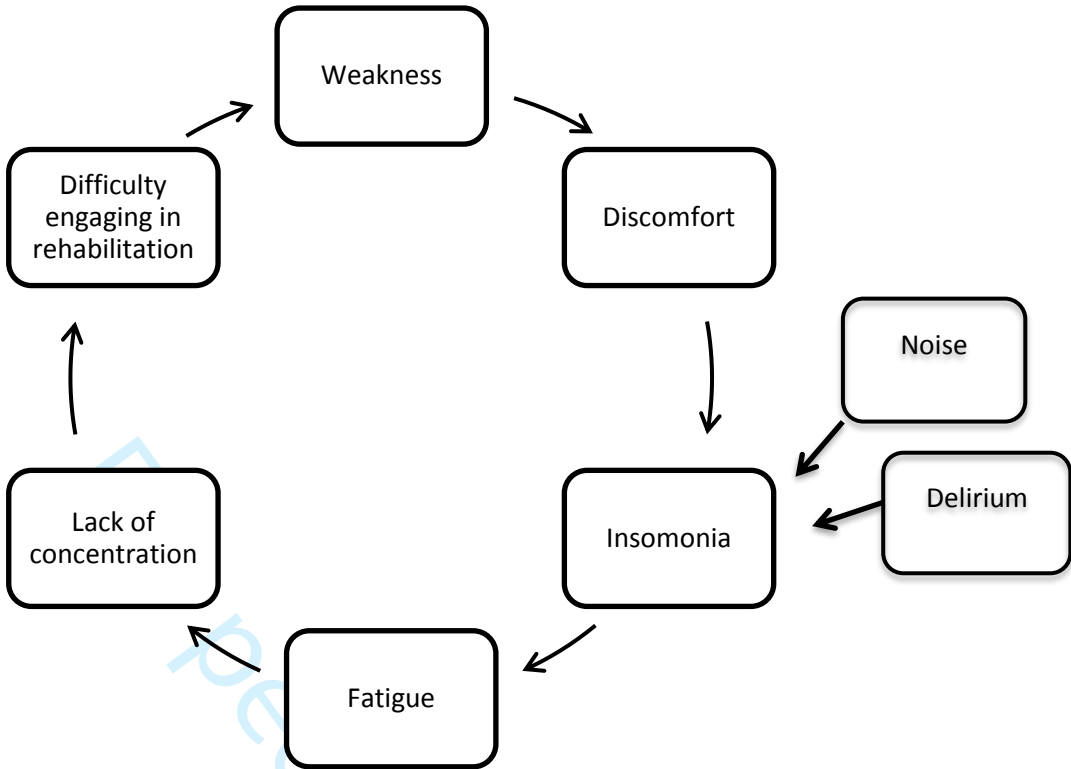 Weakness
Difficulty
engaging in
rehabilitation
Discomfort
Noise
Delirium
Insomonia
Lack of
concentration
Fatigue